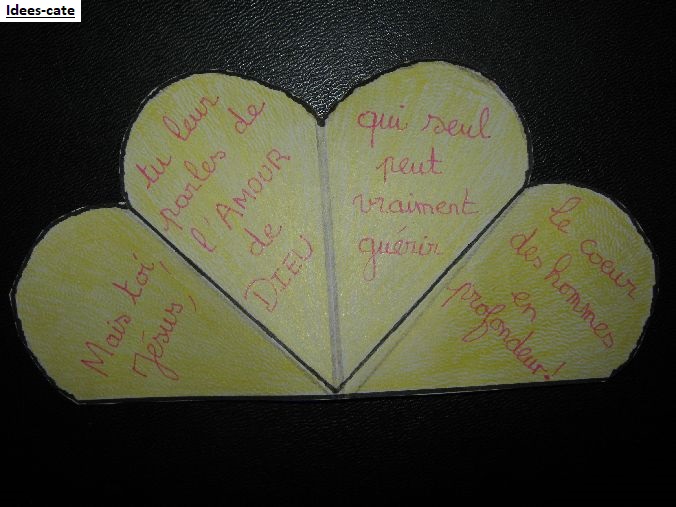 Idees-cate
Mais toi,
Jésus,
tu leur
parles de
l'AMOUR
de
DIEU
qui seul
peut
vraiment
guérir
le coeur
des hommes
en
profondeur!